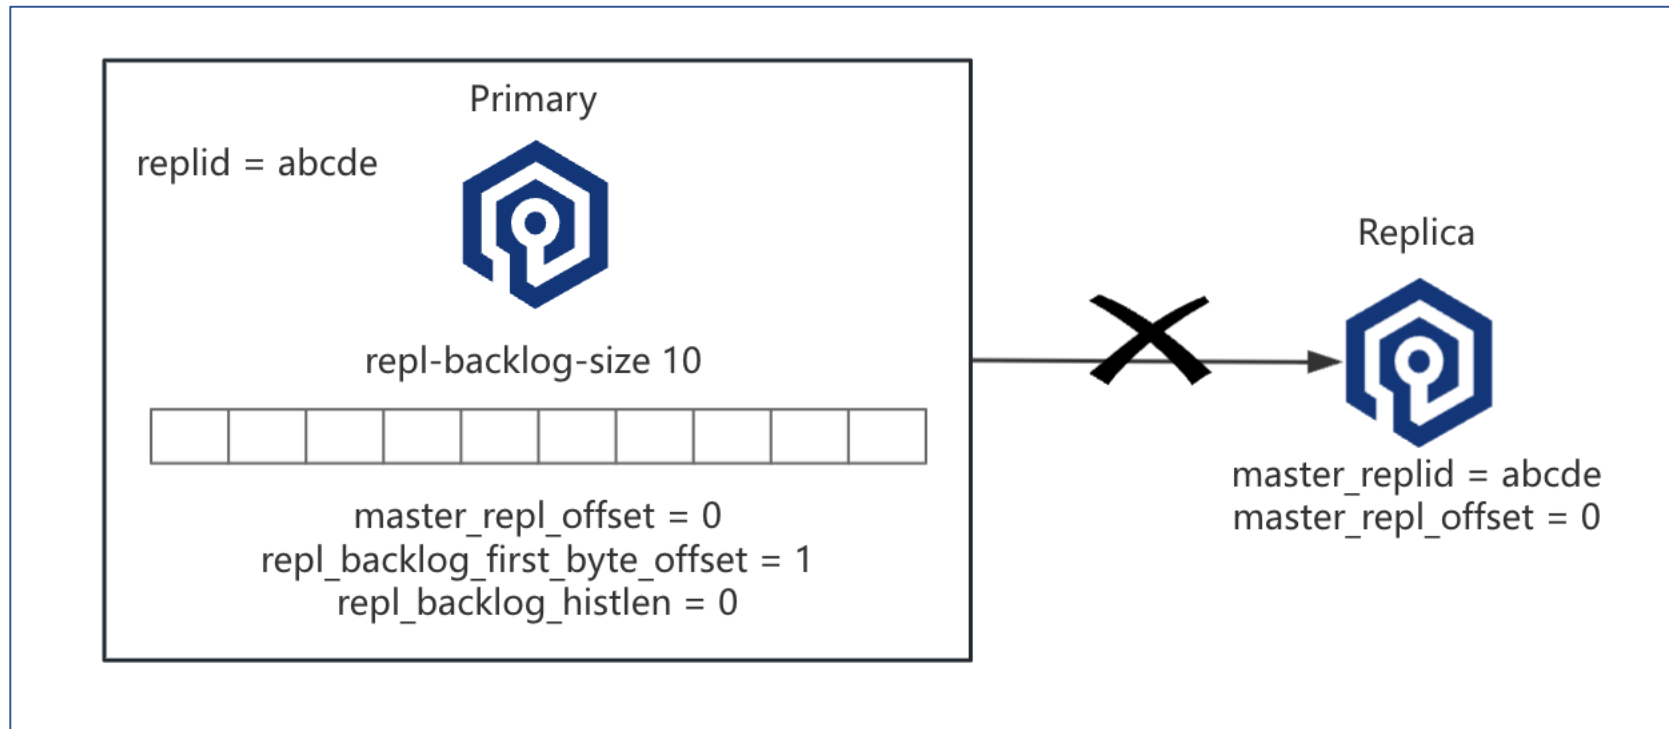 Primary
replid = abcde
repl-backlog-size 10
master_repl_offset = 0
repl_backlog_first_byte_offset = 1
repl_backlog_histlen = 0
Replica
master_replid = abcde
master_repl_offset = 0